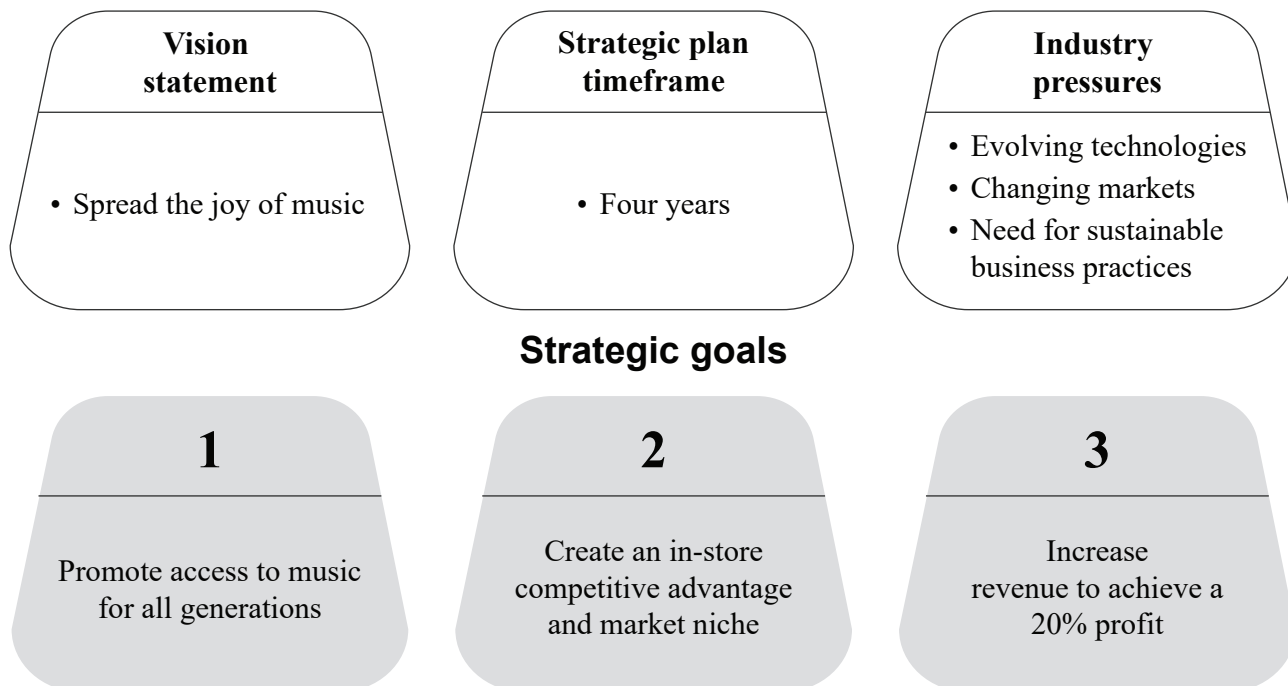 Vision
statement
• Spread the joy of music
Strategic plan
timeframe
• Four years
Industry
pressures
• Evolving technologies
• Changing markets
• Need for sustainable
business practices
Strategic goals
1
Promote access to music
for all generations
2
Create an in-store
competitive advantage
and market niche
3
Increase
revenue to achieve a
20% profit